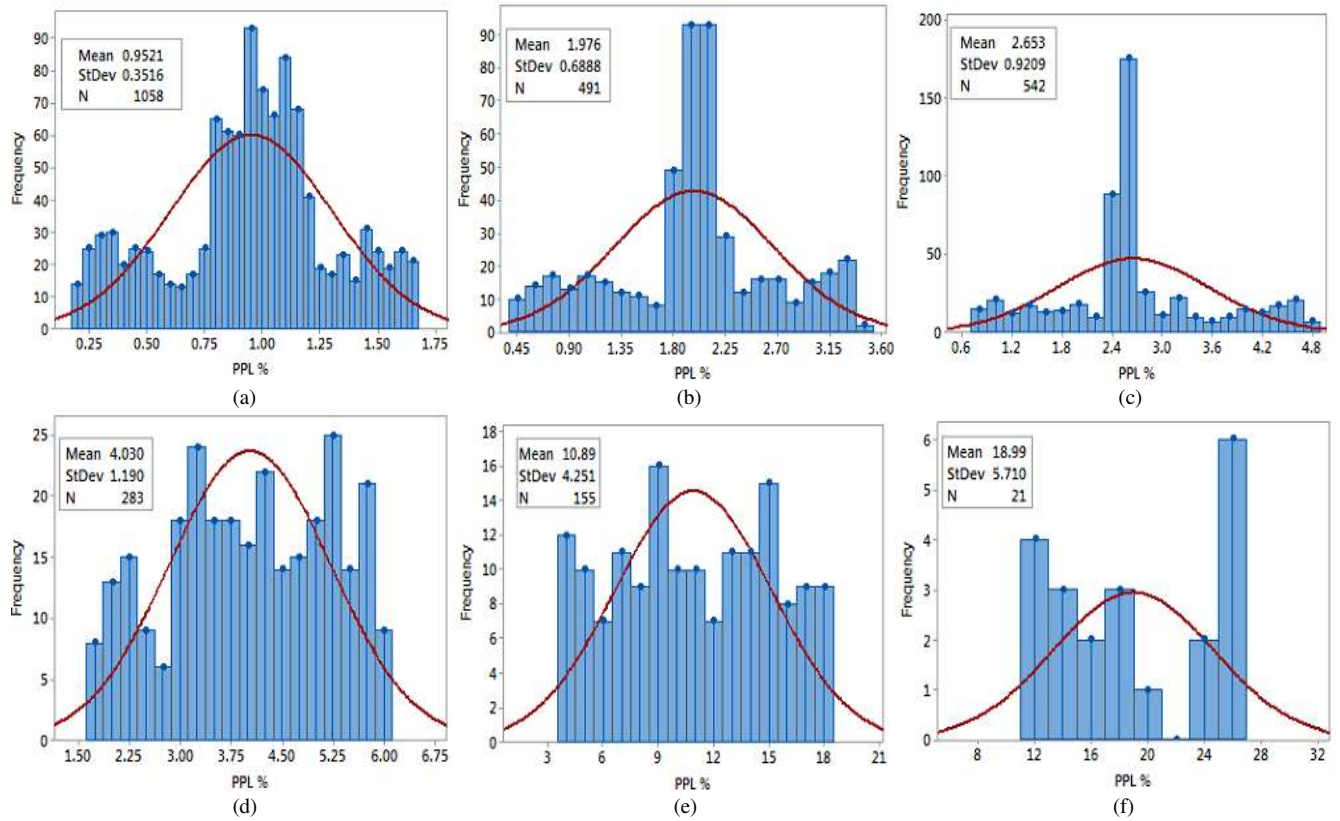 90
80
70
60
50
40
30
20
10
0
Frequency
Mean 0.9521
StDev 0.3516
N 1058
0.25 0.50 0.75 1.00 1.25 1.50 1.75
PPL %
(a)
90
80
70
60
50
40
30
20
10
0
Frequency
Mean 1.976
StDev 0.6888
N 491
0.45 0.90 1.35 1.80 2.25 2.70 3.15 3.60
PPL %
(b)
200
150
100
50
0
Frequency
Mean 2.653
StDev 0.9209
N 542
0.6 1.2 1.8 2.4 3.0 3.6 4.2 4.8
PPL %
(c)
25
20
15
10
5
0
Frequency
Mean 4.030
StDev 1.190
N 283
1.50 2.25 3.00 3.75 4.50 5.25 6.00 6.75
PPL %
(d)
18
16
14
12
10
8
6
4
2
0
Frequency
Mean 10.89
StDev 4.251
N 155
3 6 9 12 15 18 21
PPL %
(e)
6
5
4
3
2
1
0
Frequency
Mean 18.99
StDev 5.710
N 21
8 12 16 20 24 28 32
PPL %
(f)